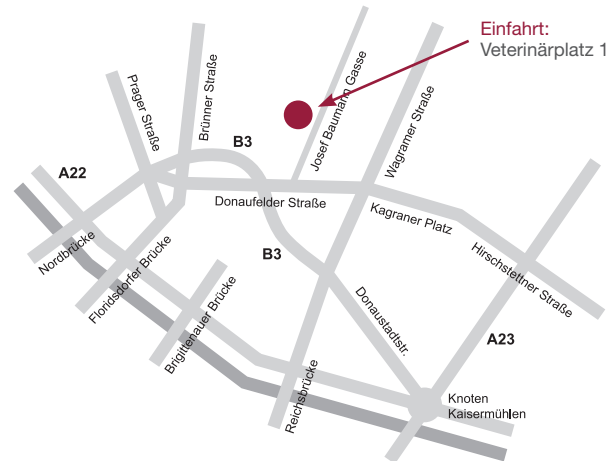 Einfahrt:
Veterinärplatz 1
Prager Straße
Brünner Straße
Josef Baumann Gasse
Wagramer Straße
B3
A22
Donaufelder Straße
Kagraner Platz
Nordbrücke
Floridsdorfer Brücke
B3
Hirschstettner Straße
Brigittenauer Brücke
Donaustadtstr.
A23
Reichsbrücke
Knoten
Kaisermühlen